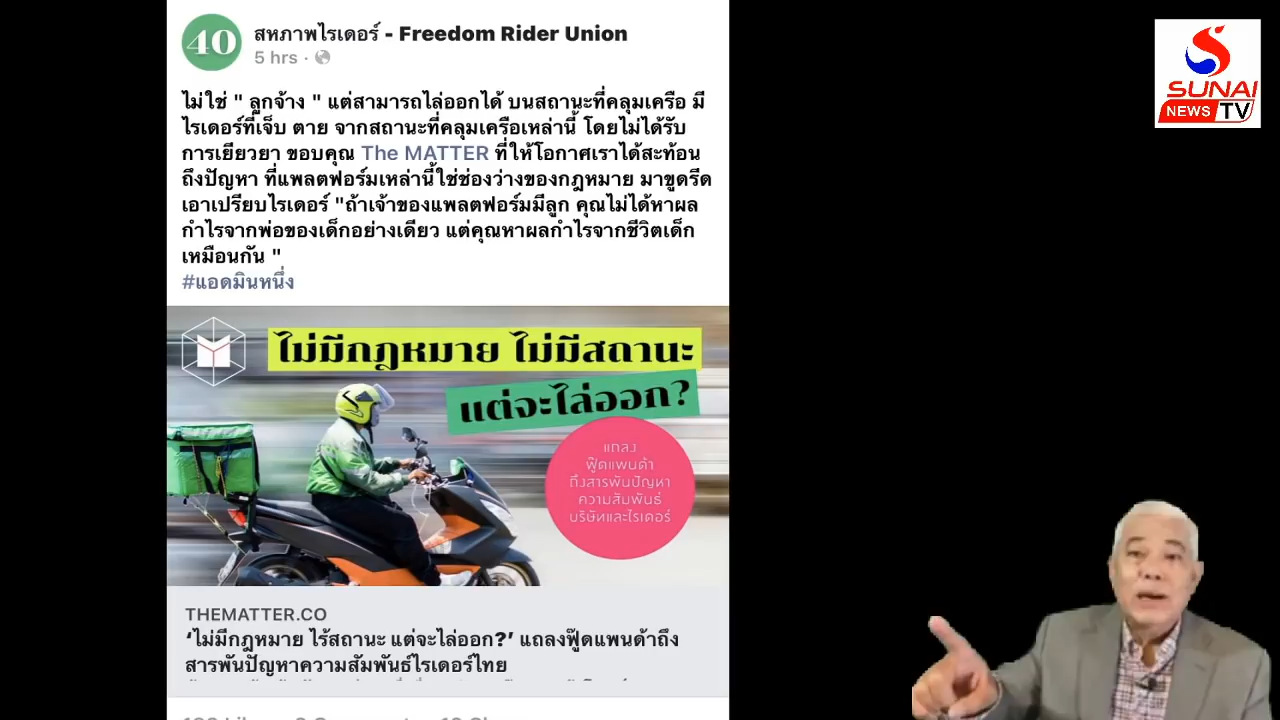 40
สหภาพไรเดอร์ - Freedom Rider Union
5 hrs ·
ไม่ใช่ " ลูกจ้าง " แต่สามารถไล่ออกได้ บนสถานะที่คลุมเครือ มี
ไรเดอร์ที่เจ็บ ตาย จากสถานะที่คลุมเครือเหล่านี้ โดยไม่ได้รับ
การเยียวยา ขอบคุณ The MATTER ที่ให้โอกาศเราได้สะท้อน
ถึงปัญหา ที่แพลตฟอร์มเหล่านี้ใช่ช่องว่างของกฎหมาย มาขูดรีด
เอาเปรียบไรเดอร์ "ถ้าเจ้าของแพลตฟอร์มมีลูก คุณไม่ได้หาผล
กำไรจากพ่อของเด็กอย่างเดียว แต่คุณหาผลกำไรจากชีวิตเด็ก
เหมือนกัน "
#แอดมินหนึ่ง
ไม่มีกฎหมาย ไม่มีสถานะ
แต่จะไล่ออก?
แถลง
ฟู๊ดแพนด้า
ถึงสารพันปัญหา
ความสัมพันธ์
บริษัทและไรเดอร์
THEMATTER.CO
‘ไม่มีกฎหมาย ไร้สถานะ แต่จะไล่ออก?’ แถลงฟู๊ดแพนด้าถึง
สารพันปัญหาความสัมพันธ์ไรเดอร์ไทย
SUNAI
NEWS TV